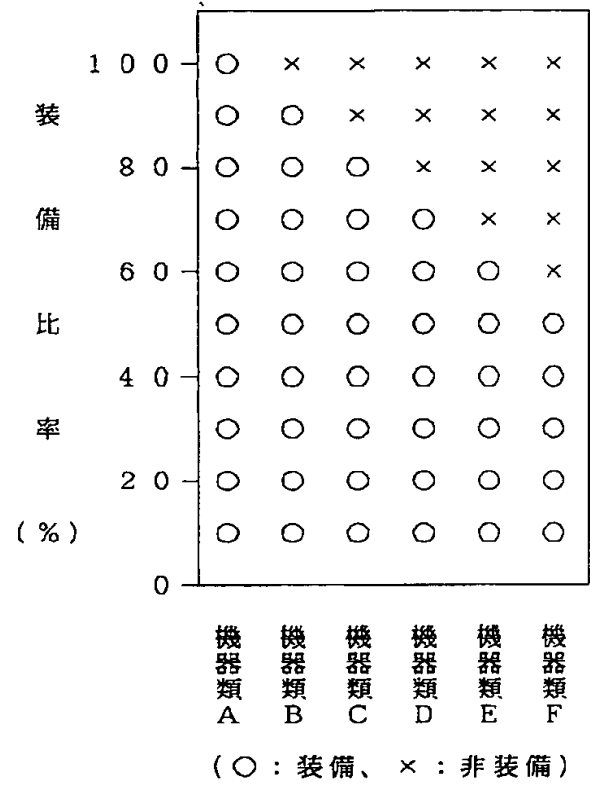 100 ○ × × × × ×
装 ○ ○ × × × ×
80 ○ ○ ○ × × ×
備 ○ ○ ○ ○ × ×
60 ○ ○ ○ ○ ○ ×
比 ○ ○ ○ ○ ○ ○
40 ○ ○ ○ ○ ○ ○
率 ○ ○ ○ ○ ○ ○
20 ○ ○ ○ ○ ○ ○
(%) ○ ○ ○ ○ ○ ○
0
機器類A
機器類B
機器類C
機器類D
機器類E
機器類F
(○:装備、×:非装備)